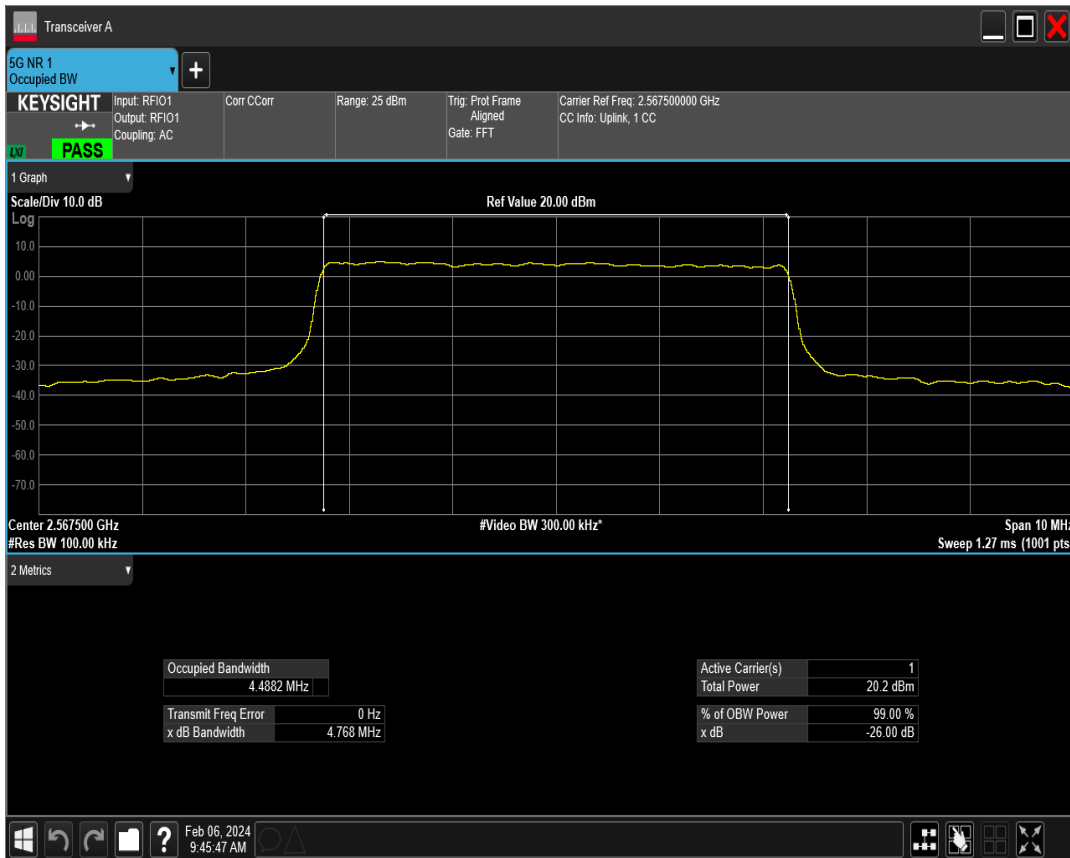 Transceiver A
5G NR 1
Occupied BW
+
KEYSIGHT
LXI
PASS
Input: RFIO1
Output: RFIO1
Coupling: AC
Corr CCorr
Range: 25 dBm
Trig: Prot Frame
Aligned
Gate: FFT
Carrier Ref Freq: 2.567500000 GHz
CC Info: Uplink, 1 CC
1 Graph
Scale/Div 10.0 dB
Ref Value 20.00 dBm
Log
10.0
0.00
-10.0
-20.0
-30.0
-40.0
-50.0
-60.0
-70.0
Center 2.567500 GHz
#Video BW 300.00 kHz*
Span 10 MHz
#Res BW 100.00 kHz
Sweep 1.27 ms (1001 pts
2 Metrics
Occupied Bandwidth
4.4882 MHz
Transmit Freq Error 0 Hz
x dB Bandwidth 4.768 MHz
Active Carrier(s) 1
Total Power 20.2 dBm
% of OBW Power 99.00 %
x dB -26.00 dB
?
Feb 06, 2024
9:45:47 AM